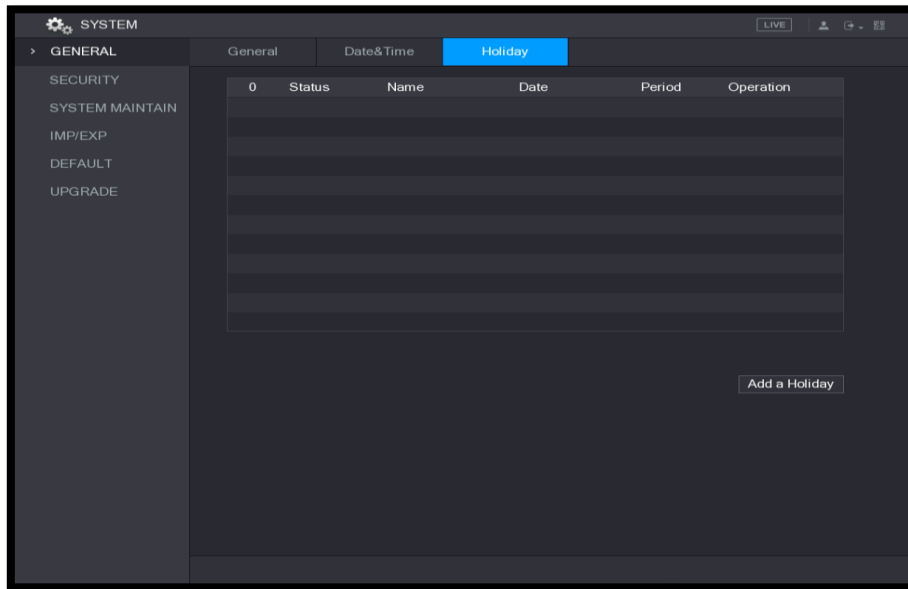 SYSTEM
LIVE
> GENERAL
General
Date&Time
Holiday
SECURITY
SYSTEM MAINTAIN
IMP/EXP
DEFAULT
UPGRADE
0 Status Name Date Period Operation
Add a Holiday